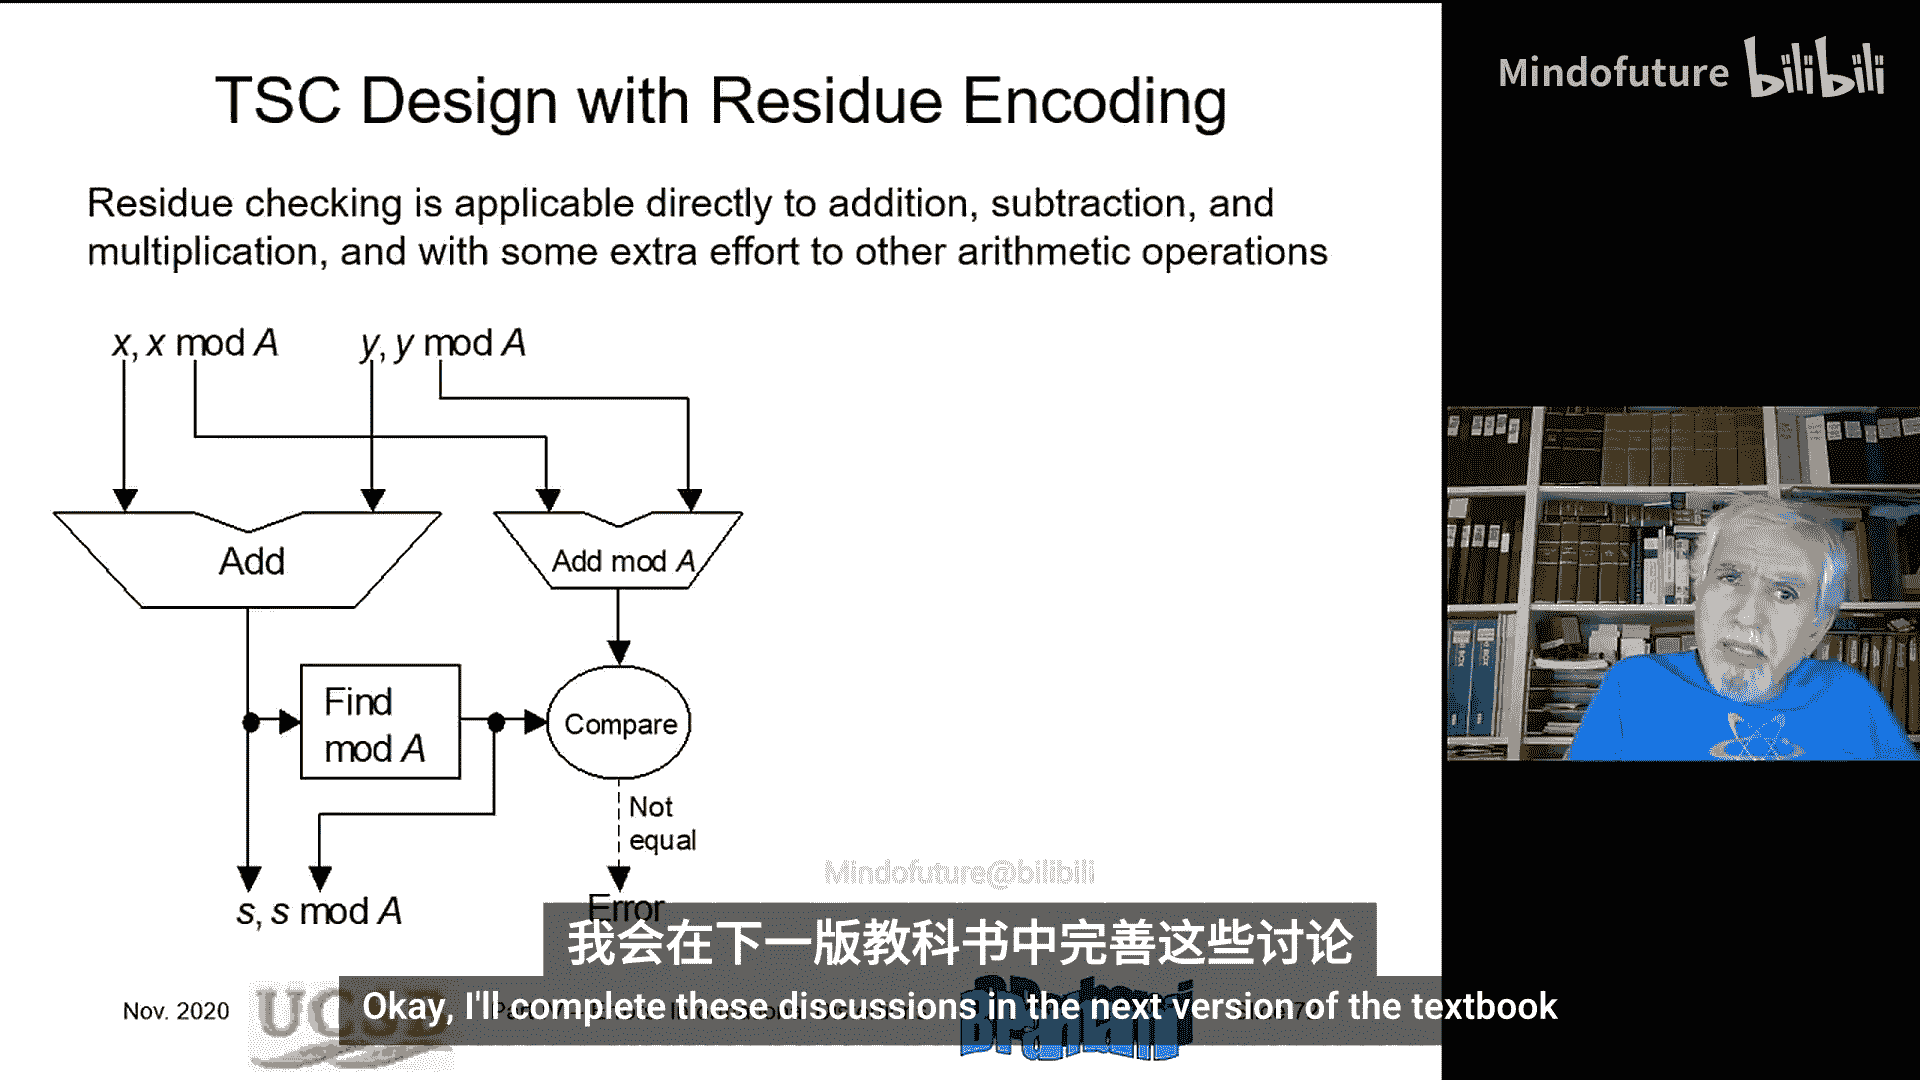 TSC Design with Residue Encoding
Mindofuture bilibili
Residue checking is applicable directly to addition, subtraction, and
multiplication, and with some extra effort to other arithmetic operations
x, x mod A
y, y mod A
Add
Add mod A
Find
mod A
Compare
Not
equal
Error
s, s mod A
Mindofuture@bilibili
我会在下一版教科书中完善这些讨论
Okay, I'll complete these discussions in the next version of the textbook
Nov. 2020
UCSB
B Parhami